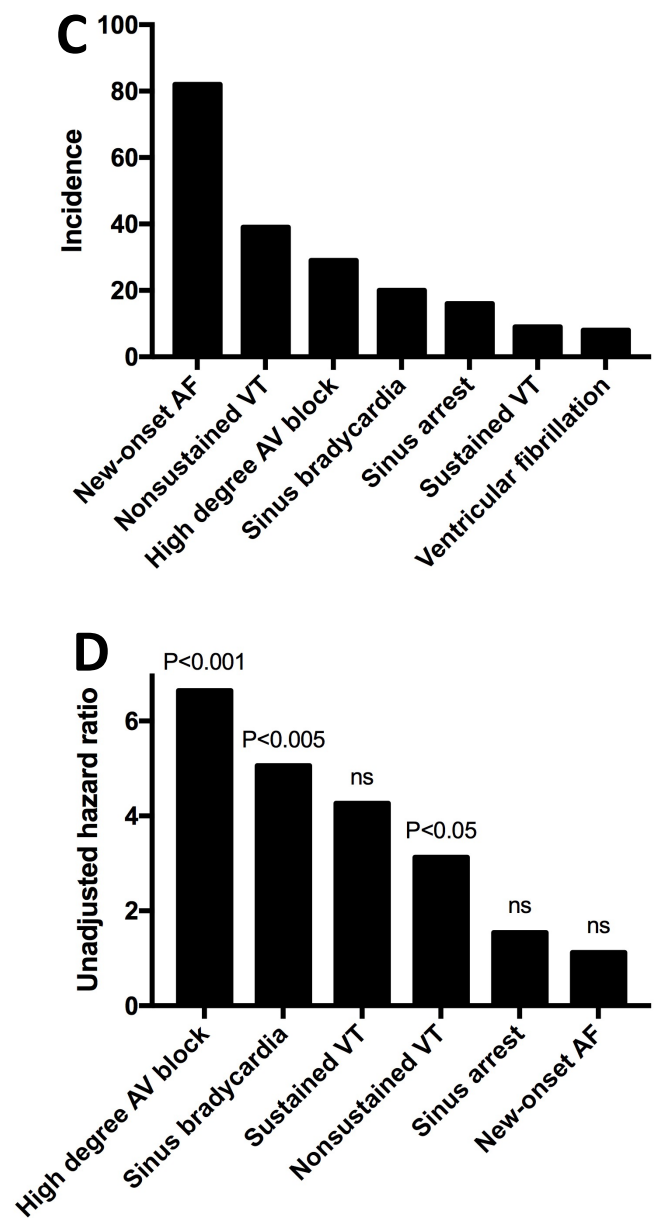 C
Incidence
100
80
60
40
20
0
New-onset AF
Nonsustained VT
High degree AV block
Sinus bradycardia
Sinus arrest
Sustained VT
Ventricular fibrillation
D
Unadjusted hazard ratio
6
4
2
0
P<0.001
P<0.005
ns
P<0.05
ns
ns
High degree AV block
Sinus bradycardia
Sustained VT
Nonsustained VT
Sinus arrest
New-onset AF